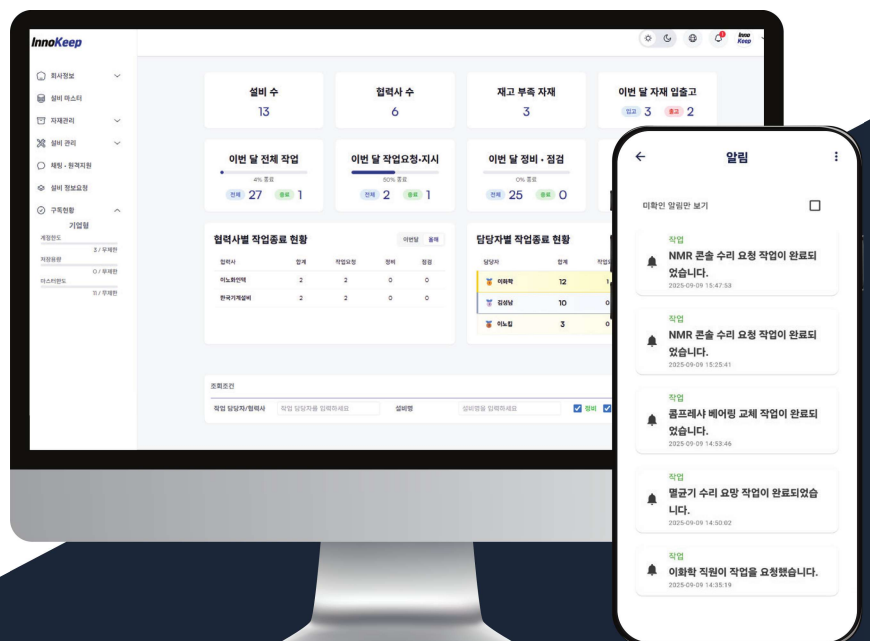 InnoKeep
Inno
Keep
회사정보
설비 마스터
자재관리
설비 관리
채팅 · 원격지원
설비 정보요청
구독현황
기업형
계정한도
3 / 무제한
저장용량
0 / 무제한
마스터한도
11 / 무제한
설비 수
13
협력사 수
6
재고 부족 자재
3
이번 달 자재 입출고
입고 3 출고 2
이번 달 전체 작업
4% 종료
전체 27 종료 1
이번 달 작업요청·지시
50% 종료
전체 2 종료 1
이번 달 정비 · 점검
0% 종료
전체 25 종료 0
협력사별 작업종료 현황
이번달 올해
협력사 합계 작업요청 정비 점검
이노화인텍 2 2 0 0
한국기계설비 2 2 0 0
담당자별 작업종료 현황
담당자 합계
이화학 12 1
김성남 10 0
이노킵 3 0
조회조건
작업 담당자/협력사 작업 담당자를 입력하세요 설비명 설비명을 입력하세요 정비
알림
미확인 알림만 보기
작업
NMR 콘솔 수리 요청 작업이 완료되
었습니다.
2025-09-09 15:47:53
작업
NMR 콘솔 수리 요청 작업이 완료되
었습니다.
2025-09-09 15:25:41
작업
콤프레샤 베어링 교체 작업이 완료되
었습니다.
2025-09-09 14:53:46
작업
멸균기 수리 요망 작업이 완료되었습
니다.
2025-09-09 14:50:02
작업
이화학 직원이 작업을 요청했습니다.
2025-09-09 14:35:19